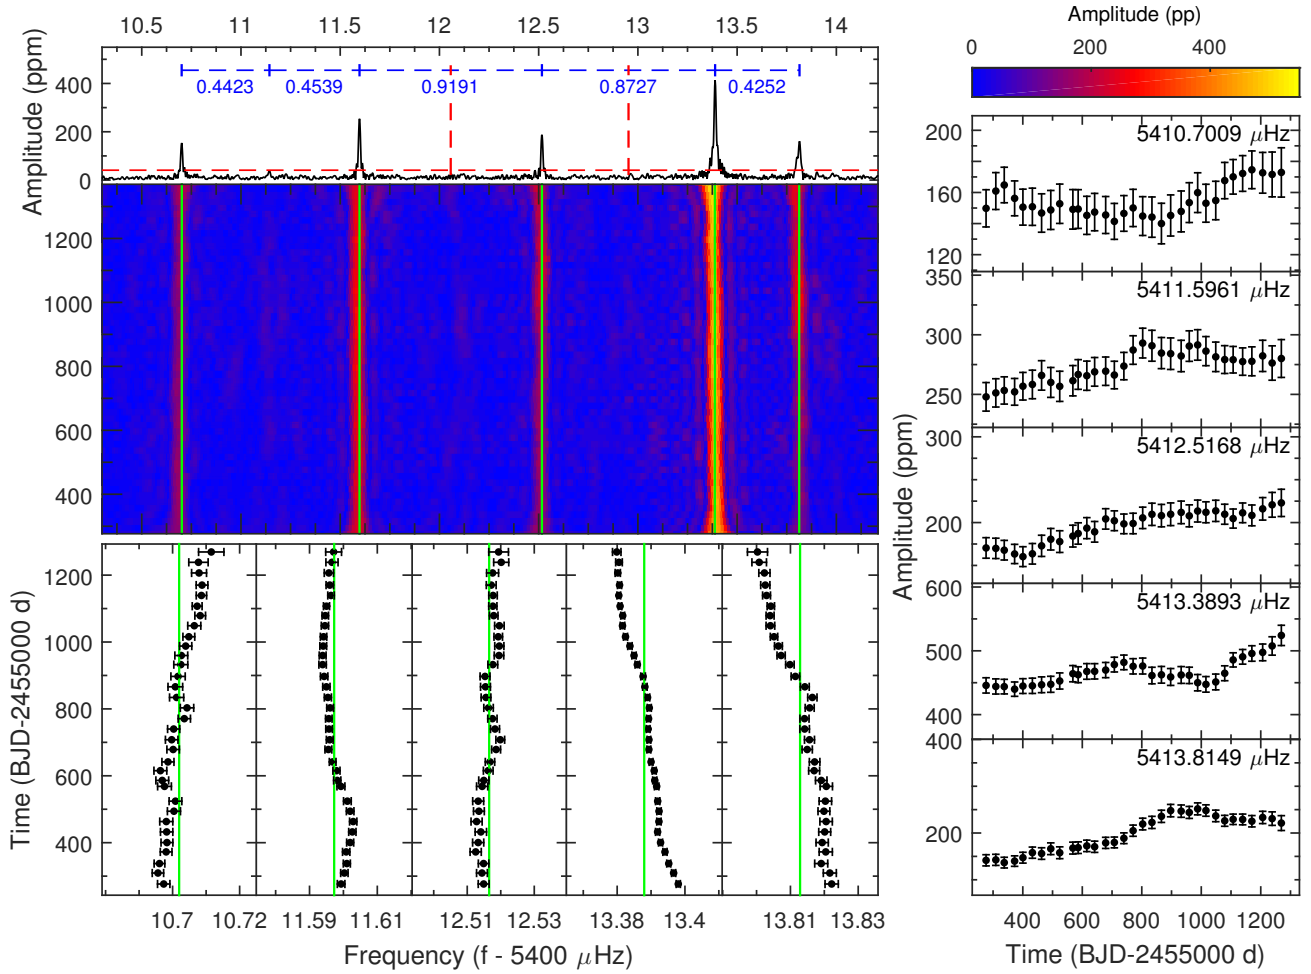 10.5 11 11.5 12 12.5 13 13.5 14
Amplitude (ppm)
400
200
0
0.4423 0.4539 0.9191 0.8727 0.4252
1200
1000
800
600
400
Time (BJD-2455000 d)
1200
1000
800
600
400
10.7 10.72 11.59 11.61 12.51 12.53 13.38 13.4 13.81 13.83
Frequency (f - 5400 μHz)
Amplitude (pp)
0 200 400
Amplitude (ppm)
5410.7009 μHz
200
160
120
5411.5961 μHz
350
300
250
5412.5168 μHz
300
200
5413.3893 μHz
600
500
400
5413.8149 μHz
400
200
400 600 800 1000 1200
Time (BJD-2455000 d)